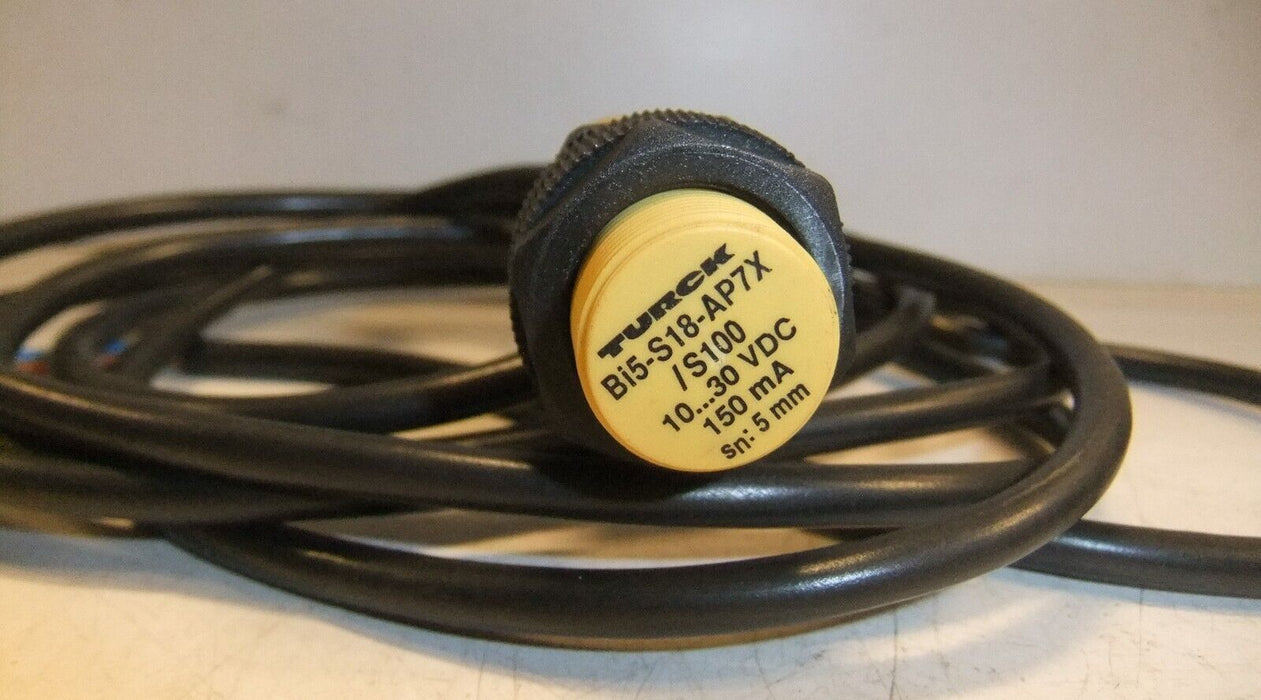 TURCK
Bi5-S18-AP7X
/S100
10...30 VDC
150 mA
sn: 5 mm